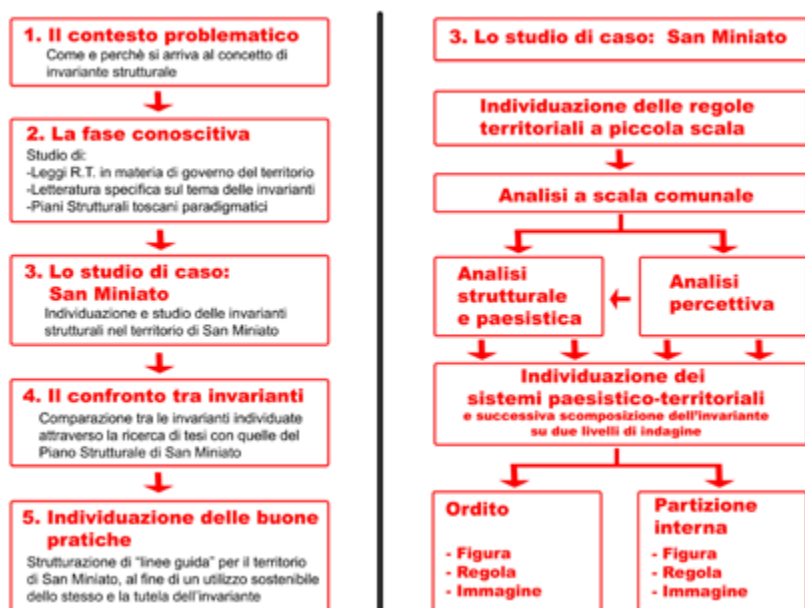 1. Il contesto problematico
Come e perchè si arriva al concetto di
invariante strutturale
2. La fase conoscitiva
Studio di:
-Leggi R.T. in materia di governo del territorio
-Letteratura specifica sul tema delle invarianti
-Piani Strutturali toscani paradigmatici
3. Lo studio di caso:
San Miniato
Individuazione e studio delle invarianti
strutturali nel territorio di San Miniato
4. Il confronto tra invarianti
Comparazione tra le invarianti individuate
attraverso la ricerca di tesi con quelle del
Piano Strutturale di San Miniato
5. Individuazione delle buone
pratiche
Strutturazione di "linee guida" per il territorio
di San Miniato, al fine di un utilizzo sostenibile
dello stesso e la tutela dell'invariante
3. Lo studio di caso: San Miniato
Individuazione delle regole
territoriali a piccola scala
Analisi a scala comunale
Analisi
strutturale
e paesistica
Analisi
percettiva
Individuazione dei
sistemi paesistico-territoriali
e successiva scomposizione dell'invariante
su due livelli di indagine
Ordito
- Figura
- Regola
- Immagine
Partizione
interna
- Figura
- Regola
- Immagine